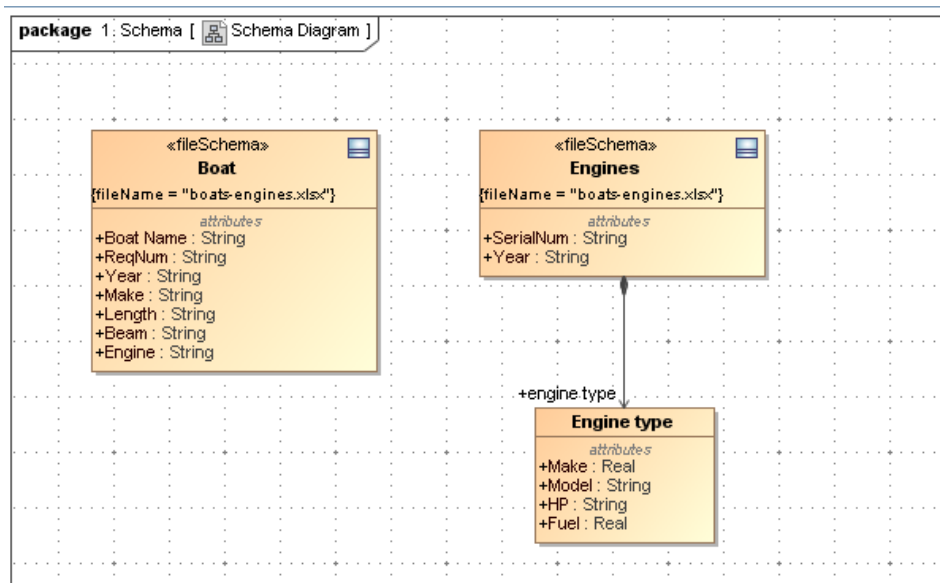 package 1. Schema [ Schema Diagram ]
«fileSchema»
Boat
{fileName = "boats-engines.xlsx"}
attributes
+Boat Name : String
+ReqNum : String
+Year : String
+Make : String
+Length : String
+Beam : String
+Engine : String
«fileSchema»
Engines
{fileName = "boats-engines.xlsx"}
attributes
+SerialNum : String
+Year : String
+engine type
Engine type
attributes
+Make : Real
+Model : String
+HP : String
+Fuel : Real